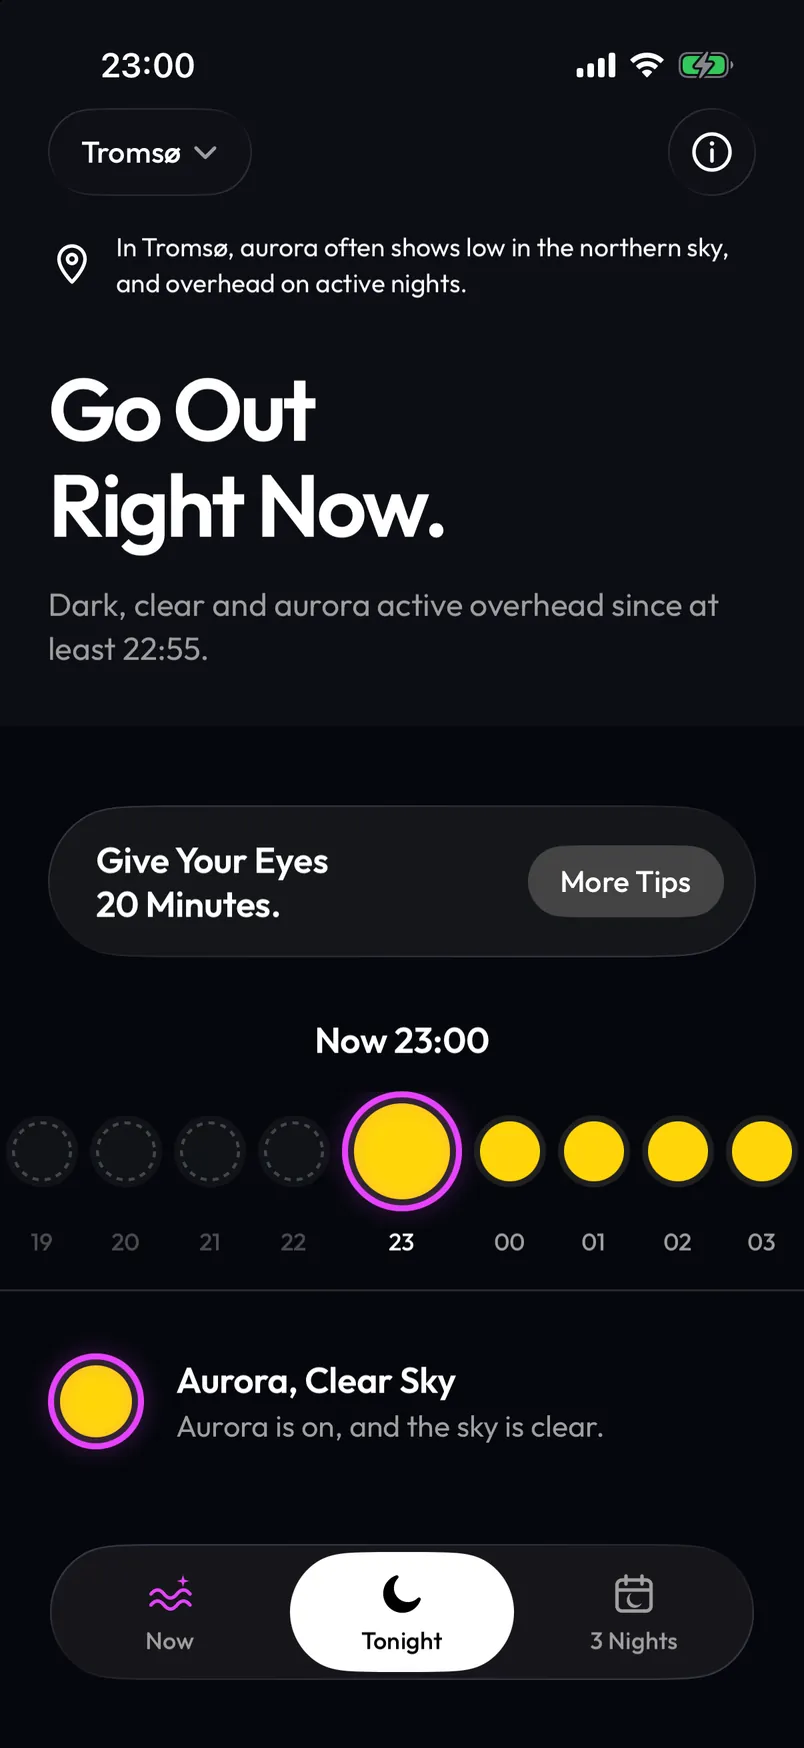 23:00
Tromsø
In Tromsø, aurora often shows low in the northern sky,
and overhead on active nights.
Go Out
Right Now.
Dark, clear and aurora active overhead since at
least 22:55.
Give Your Eyes
20 Minutes.
More Tips
Now 23:00
19 20 21 22 23 00 01 02 03
Aurora, Clear Sky
Aurora is on, and the sky is clear.
Now Tonight 3 Nights